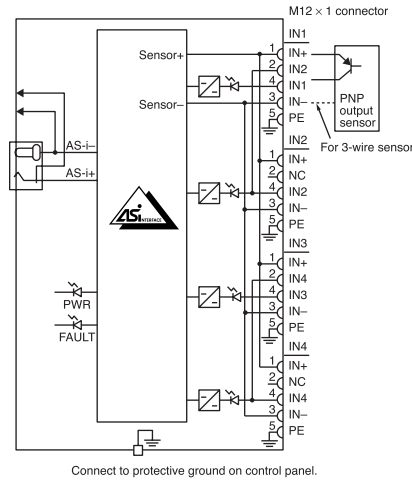 M12 × 1 connector
IN1
Sensor+
1 IN+
2 IN2
4 IN1
Sensor–
3 IN–
5 PE
PNP
output
sensor
For 3-wire sensor
AS-i–
AS-i+
ASi
INTERFACE
IN2
1 IN+
2 NC
4 IN2
3 IN–
5 PE
IN3
1 IN+
2 IN4
4 IN3
3 IN–
5 PE
PWR
FAULT
IN4
1 IN+
2 NC
4 IN4
3 IN–
5 PE
Connect to protective ground on control panel.